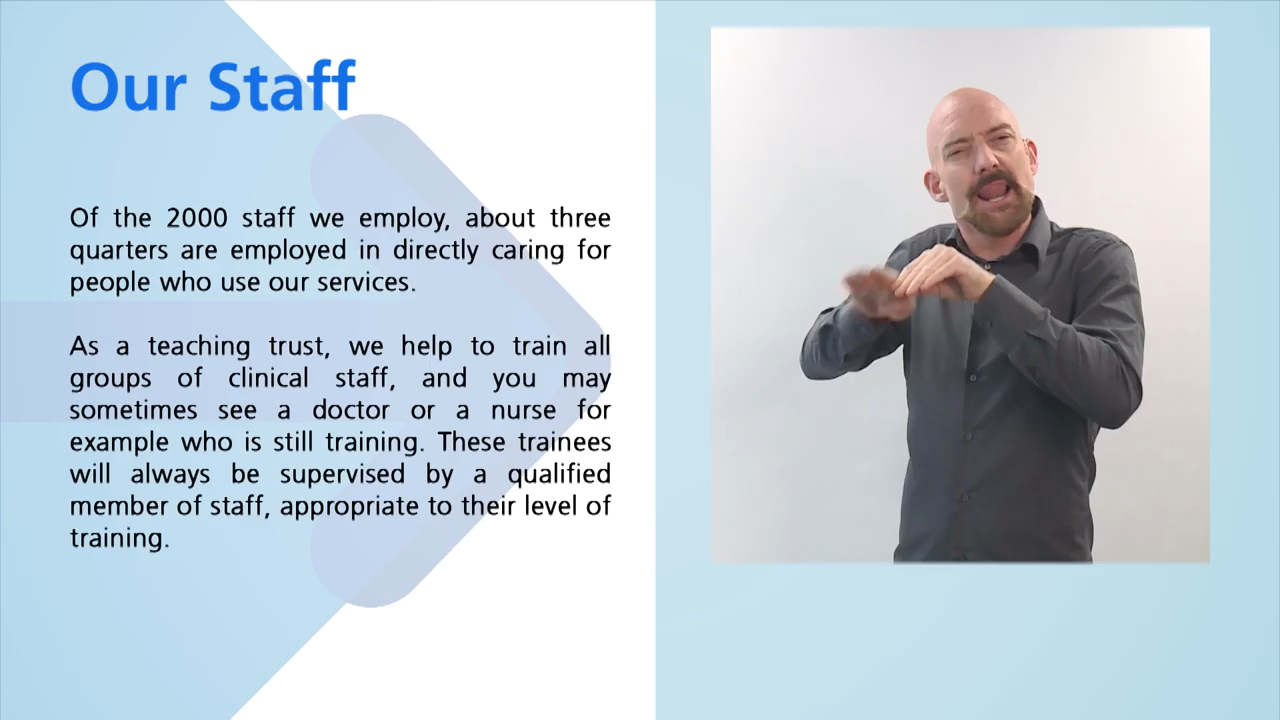 Our Staff
Of the 2000 staff we employ, about three
quarters are employed in directly caring for
people who use our services.
As a teaching trust, we help to train all
groups of clinical staff, and you may
sometimes see a doctor or a nurse for
example who is still training. These trainees
will always be supervised by a qualified
member of staff, appropriate to their level of
training.